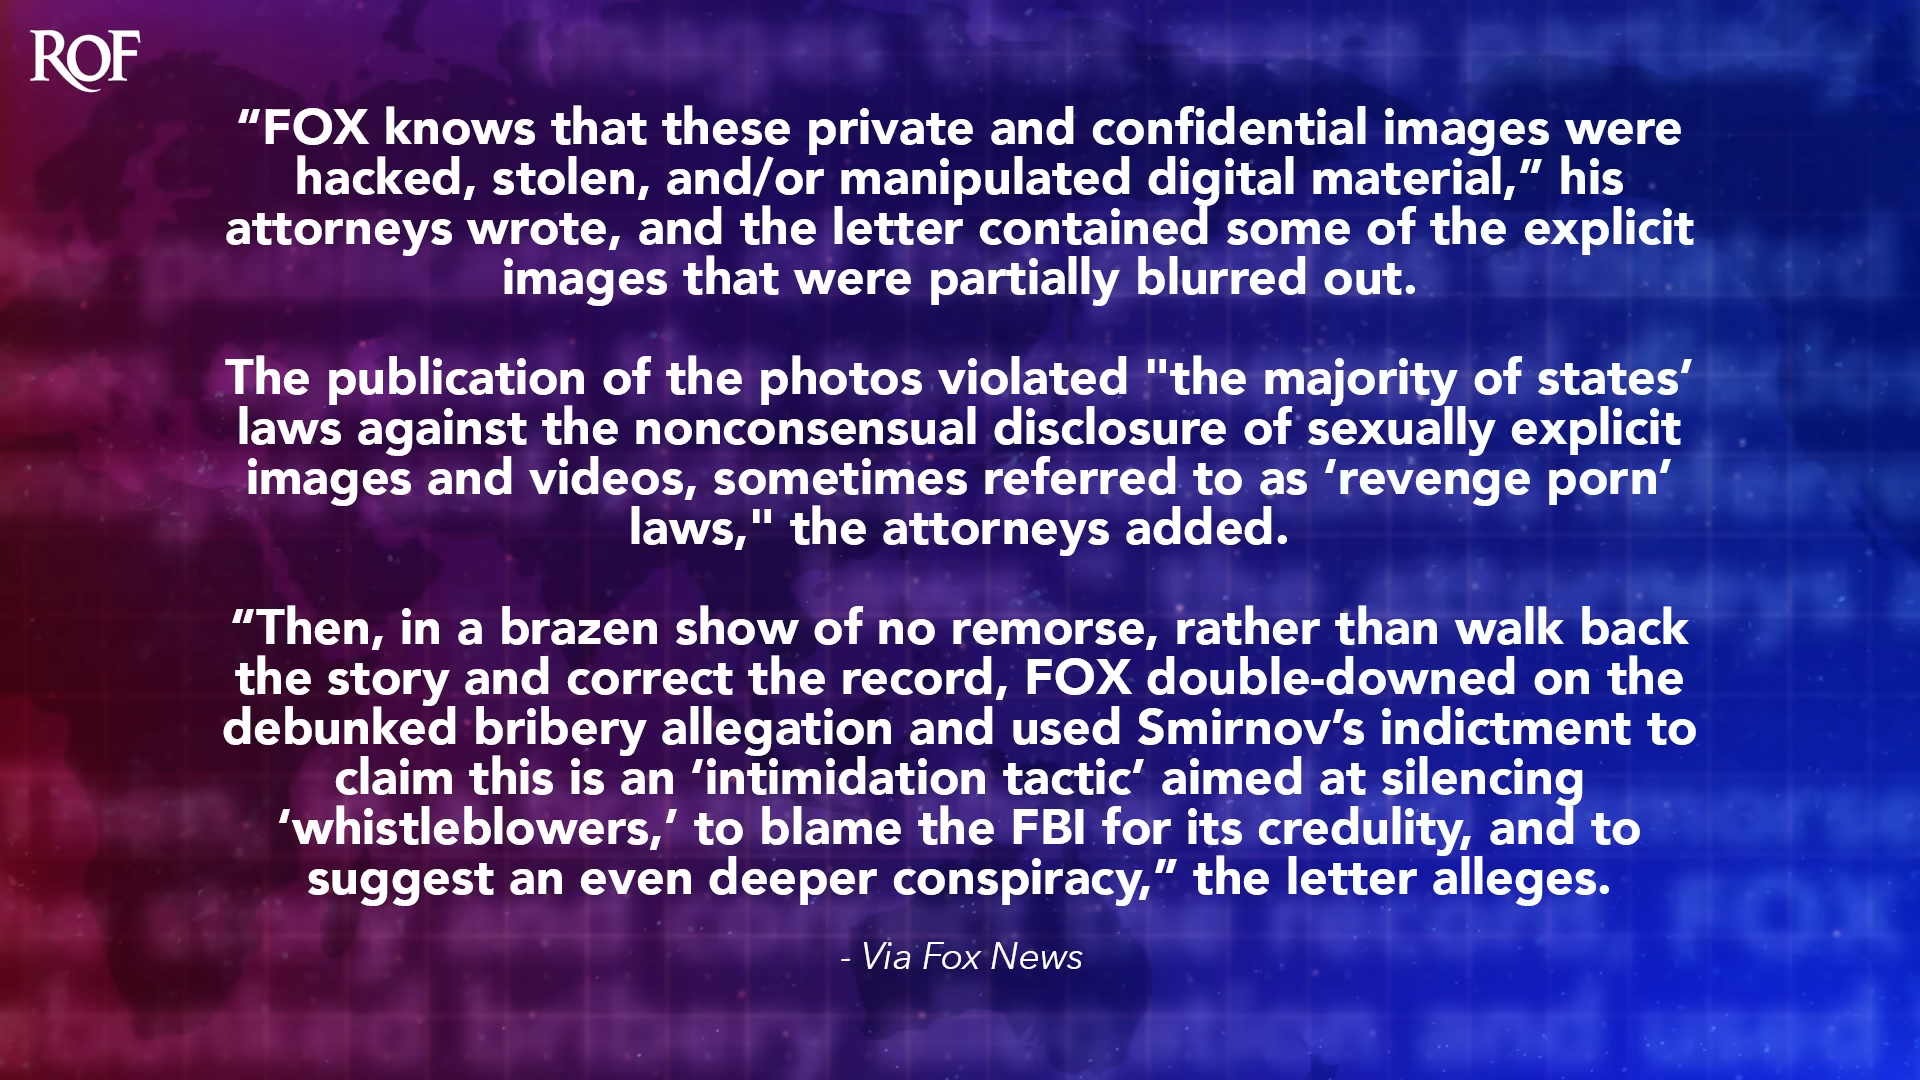 ROF
“FOX knows that these private and confidential images were
hacked, stolen, and/or manipulated digital material,” his
attorneys wrote, and the letter contained some of the explicit
images that were partially blurred out.
The publication of the photos violated "the majority of states’
laws against the nonconsensual disclosure of sexually explicit
images and videos, sometimes referred to as ‘revenge porn’
laws," the attorneys added.
“Then, in a brazen show of no remorse, rather than walk back
the story and correct the record, FOX double-downed on the
debunked bribery allegation and used Smirnov’s indictment to
claim this is an ‘intimidation tactic’ aimed at silencing
‘whistleblowers,’ to blame the FBI for its credulity, and to
suggest an even deeper conspiracy,” the letter alleges.
- Via Fox News